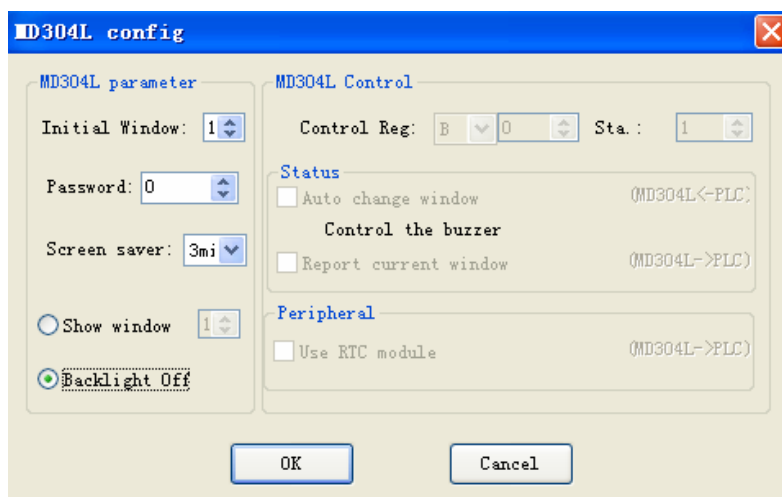 MD304L config
MD304L parameter
Initial Window: 1
Password: 0
Screen saver: 3mi
Show window 1
Backlight Off
MD304L Control
Control Reg: B 0 Sta.: 1
Status
Auto change window (MD304L<-PLC)
Control the buzzer
Report current window (MD304L->PLC)
Peripheral
Use RTC module (MD304L->PLC)
OK Cancel